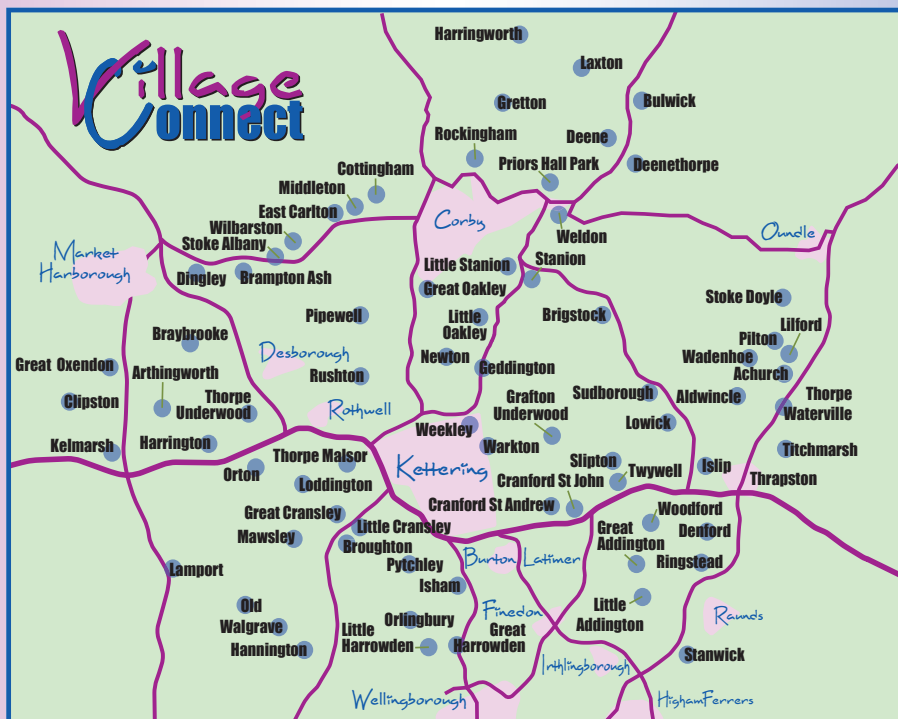 Village
Connect
Harringworth
Laxton
Gretton
Bulwick
Rockingham
Deene
Priors Hall Park
Deenethorpe
Cottingham
Middleton
East Carlton
Wilbarston
Stoke Albany
Corby
Weldon
Oundle
Market
Harborough
Dingley
Brampton Ash
Little Stanion
Stanion
Great Oakley
Stoke Doyle
Pipewell
Little
Oakley
Brigstock
Lilford
Pilton
Braybrooke
Desborough
Newton
Geddington
Wadenhoe
Achurch
Great Oxendon
Arthingworth
Rushton
Clipston
Thorpe
Underwood
Rothwell
Grafton
Underwood
Sudborough
Aldwincle
Thorpe
Waterville
Lowick
Weekley
Warkton
Kelmarsh
Harrington
Thorpe Malsor
Kettering
Slipton
Twywell
Islip
Titchmarsh
Orton
Loddington
Cranford St John
Thrapston
Great Cransley
Cranford St Andrew
Woodford
Little Cransley
Great
Addington
Denford
Mawsley
Broughton
Pytchley
Burton Latimer
Ringstead
Lamport
Isham
Old
Walgrave
Orlingbury
Finedon
Little
Addington
Raunds
Hannington
Little
Harrowden
Great
Harrowden
Irthlingborough
Stanwick
Wellingborough
Higham Ferrers